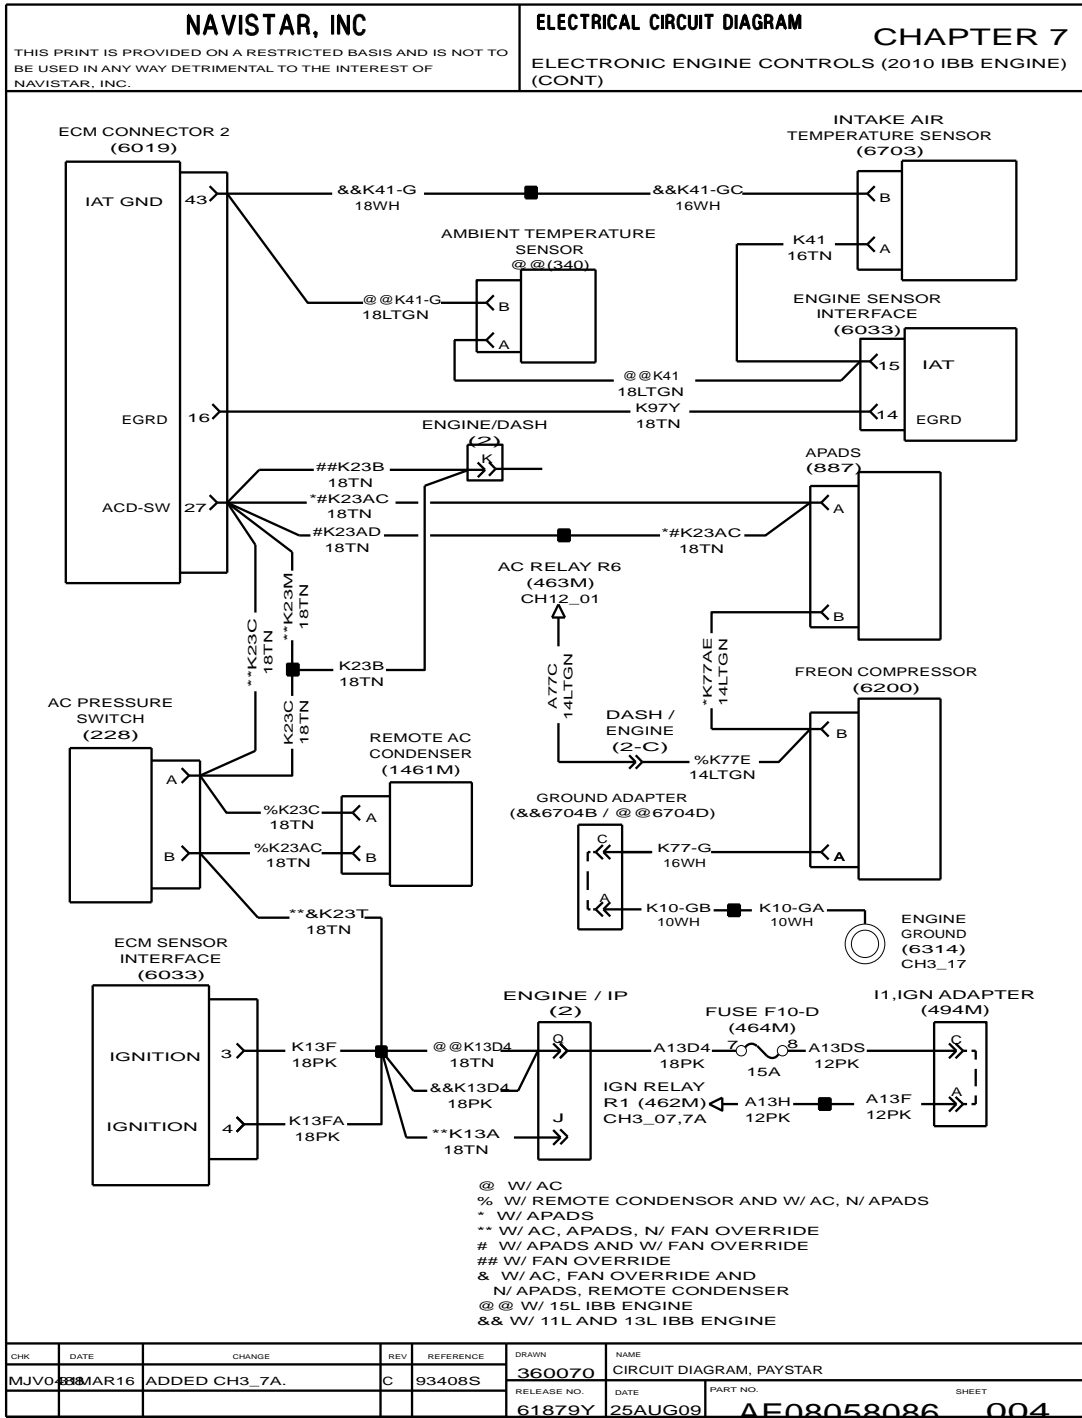 NAVISTAR, INC
THIS PRINT IS PROVIDED ON A RESTRICTED BASIS AND IS NOT TO
BE USED IN ANY WAY DETRIMENTAL TO THE INTEREST OF
NAVISTAR, INC.
ELECTRICAL CIRCUIT DIAGRAM
CHAPTER 7
ELECTRONIC ENGINE CONTROLS (2010 IBB ENGINE)
(CONT)
ECM CONNECTOR 2
(6019)
IAT GND
43
EGRD
16
ACD-SW
27
&&K41-G
18WH
&&K41-GC
16WH
INTAKE AIR
TEMPERATURE SENSOR
(6703)
B
A
K41
16TN
AMBIENT TEMPERATURE
SENSOR
@@(340)
B
A
@@K41-G
18LTGN
ENGINE SENSOR
INTERFACE
(6033)
15
IAT
14
EGRD
@@K41
18LTGN
K97Y
18TN
ENGINE/DASH
(2)
K
##K23B
18TN
*#K23AC
18TN
#K23AD
18TN
*#K23AC
18TN
APADS
(887)
A
B
AC RELAY R6
(463M)
CH12_01
**K23C
18TN
**K23M
18TN
K23B
18TN
K23C
18TN
A77C
14LTGN
*K77AE
14LTGN
DASH /
ENGINE
(2-C)
%K77E
14LTGN
FREON COMPRESSOR
(6200)
B
A
AC PRESSURE
SWITCH
(228)
A
B
REMOTE AC
CONDENSER
(1461M)
A
B
%K23C
18TN
%K23AC
18TN
GROUND ADAPTER
(&&6704B / @@6704D)
C
A
K77-G
16WH
K10-GB
10WH
K10-GA
10WH
ENGINE
GROUND
(6314)
CH3_17
**&K23T
18TN
ECM SENSOR
INTERFACE
(6033)
IGNITION
3
IGNITION
4
K13F
18PK
K13FA
18PK
@@K13D4
18TN
&&K13D4
18PK
**K13A
18TN
ENGINE / IP
(2)
Q
J
A13D4
18PK
FUSE F10-D
(464M)
7
8
15A
A13DS
12PK
I1,IGN ADAPTER
(494M)
C
A
IGN RELAY
R1 (462M)
CH3_07,7A
A13H
12PK
A13F
12PK
@ W/ AC
% W/ REMOTE CONDENSOR AND W/ AC, N/ APADS
* W/ APADS
** W/ AC, APADS, N/ FAN OVERRIDE
# W/ APADS AND W/ FAN OVERRIDE
## W/ FAN OVERRIDE
& W/ AC, FAN OVERRIDE AND
N/ APADS, REMOTE CONDENSER
@@ W/ 15L IBB ENGINE
&& W/ 11L AND 13L IBB ENGINE
CHK DATE CHANGE REV REFERENCE
ADDED CH3_7A. C 93408S
DRAWN
360070
NAME
CIRCUIT DIAGRAM, PAYSTAR
RELEASE NO.
61879Y
DATE
25AUG09
PART NO.
AE08058086
SHEET
004